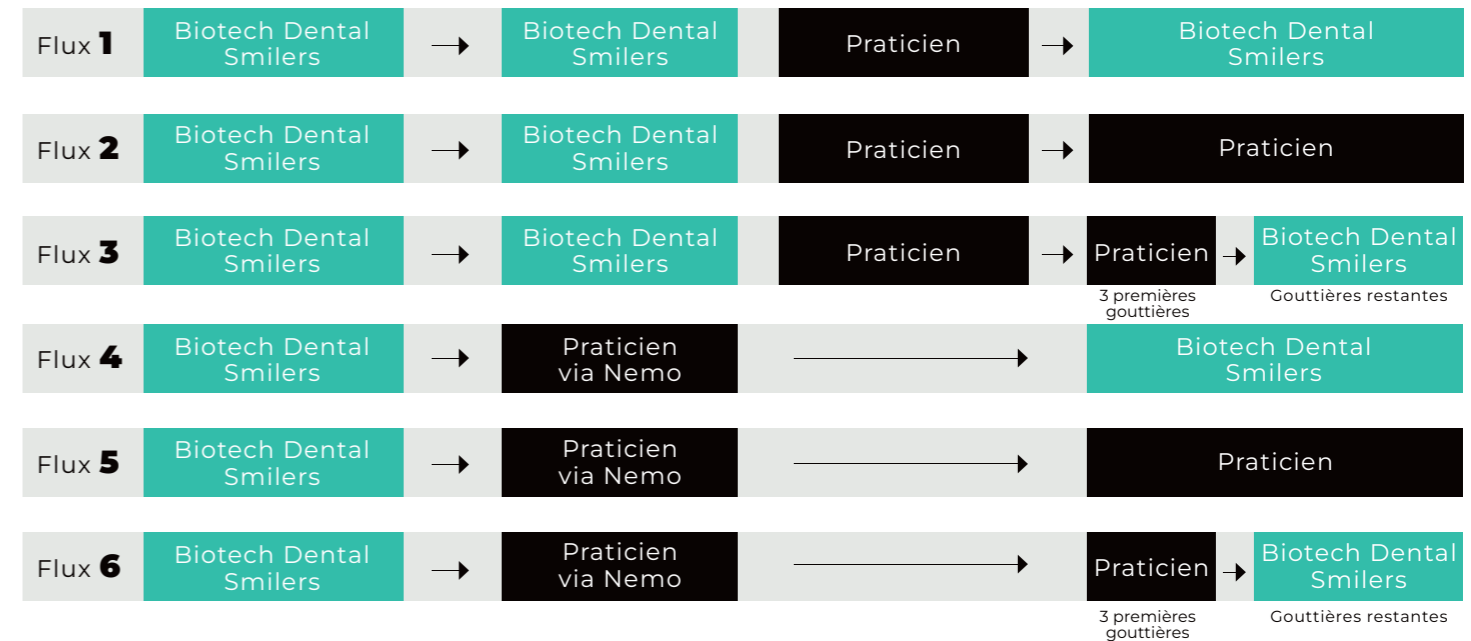 Flux 1
Biotech Dental
Smilers
Biotech Dental
Smilers
Praticien
Biotech Dental
Smilers
Flux 2
Biotech Dental
Smilers
Biotech Dental
Smilers
Praticien
Praticien
Flux 3
Biotech Dental
Smilers
Biotech Dental
Smilers
Praticien
Praticien
Biotech Dental
Smilers
3 premières
gouttières
Gouttières restantes
Flux 4
Biotech Dental
Smilers
Praticien
via Nemo
Biotech Dental
Smilers
Flux 5
Biotech Dental
Smilers
Praticien
via Nemo
Praticien
Flux 6
Biotech Dental
Smilers
Praticien
via Nemo
Praticien
Biotech Dental
Smilers
3 premières
gouttières
Gouttières restantes